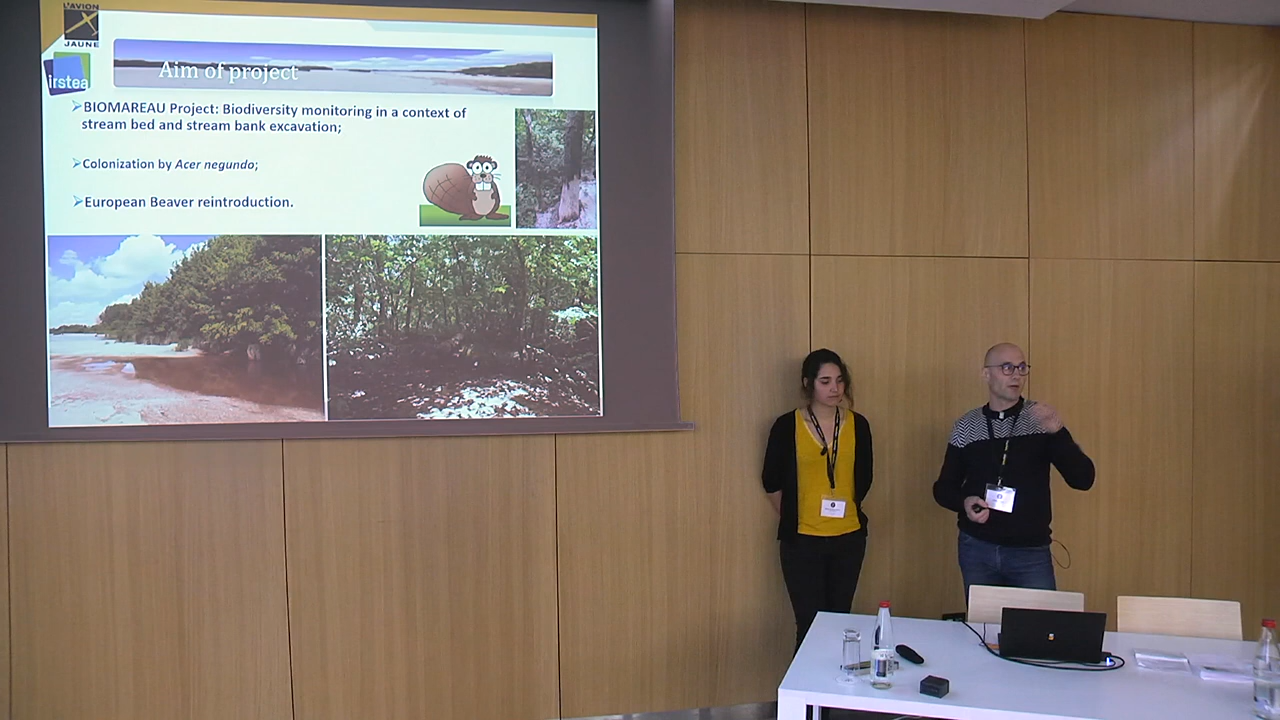 L'AVION
JAUNE
irstea
Aim of project
➢BIOMAREAU Project: Biodiversity monitoring in a context of
stream bed and stream bank excavation;
➢Colonization by Acer negundo;
➢European Beaver reintroduction.